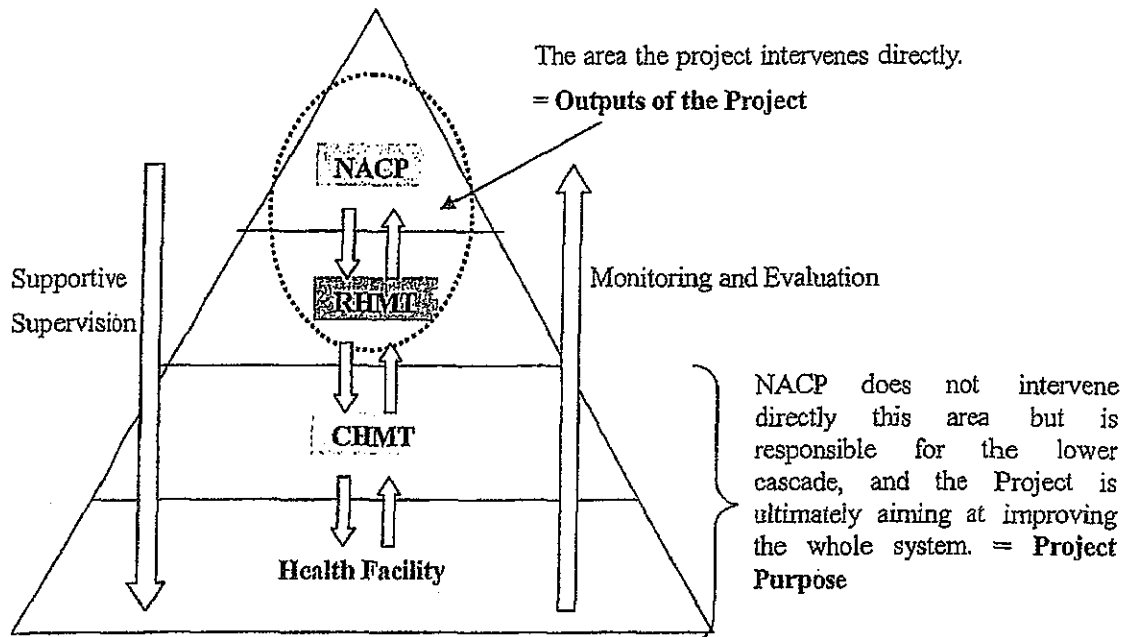 The area the project intervenes directly.
= Outputs of the Project
NACP
Supportive
Supervision
RHMT
Monitoring and Evaluation
CHMT
Health Facility
NACP does not intervene
directly this area but is
responsible for the lower
cascade, and the Project is
ultimately aiming at improving
the whole system. = Project
Purpose